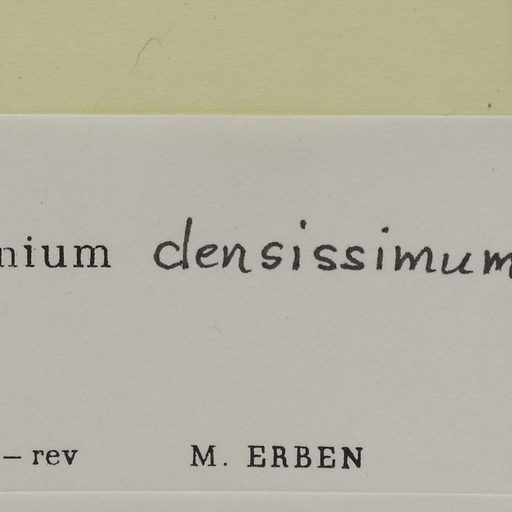 nium densissimum
– rev M. ERBEN